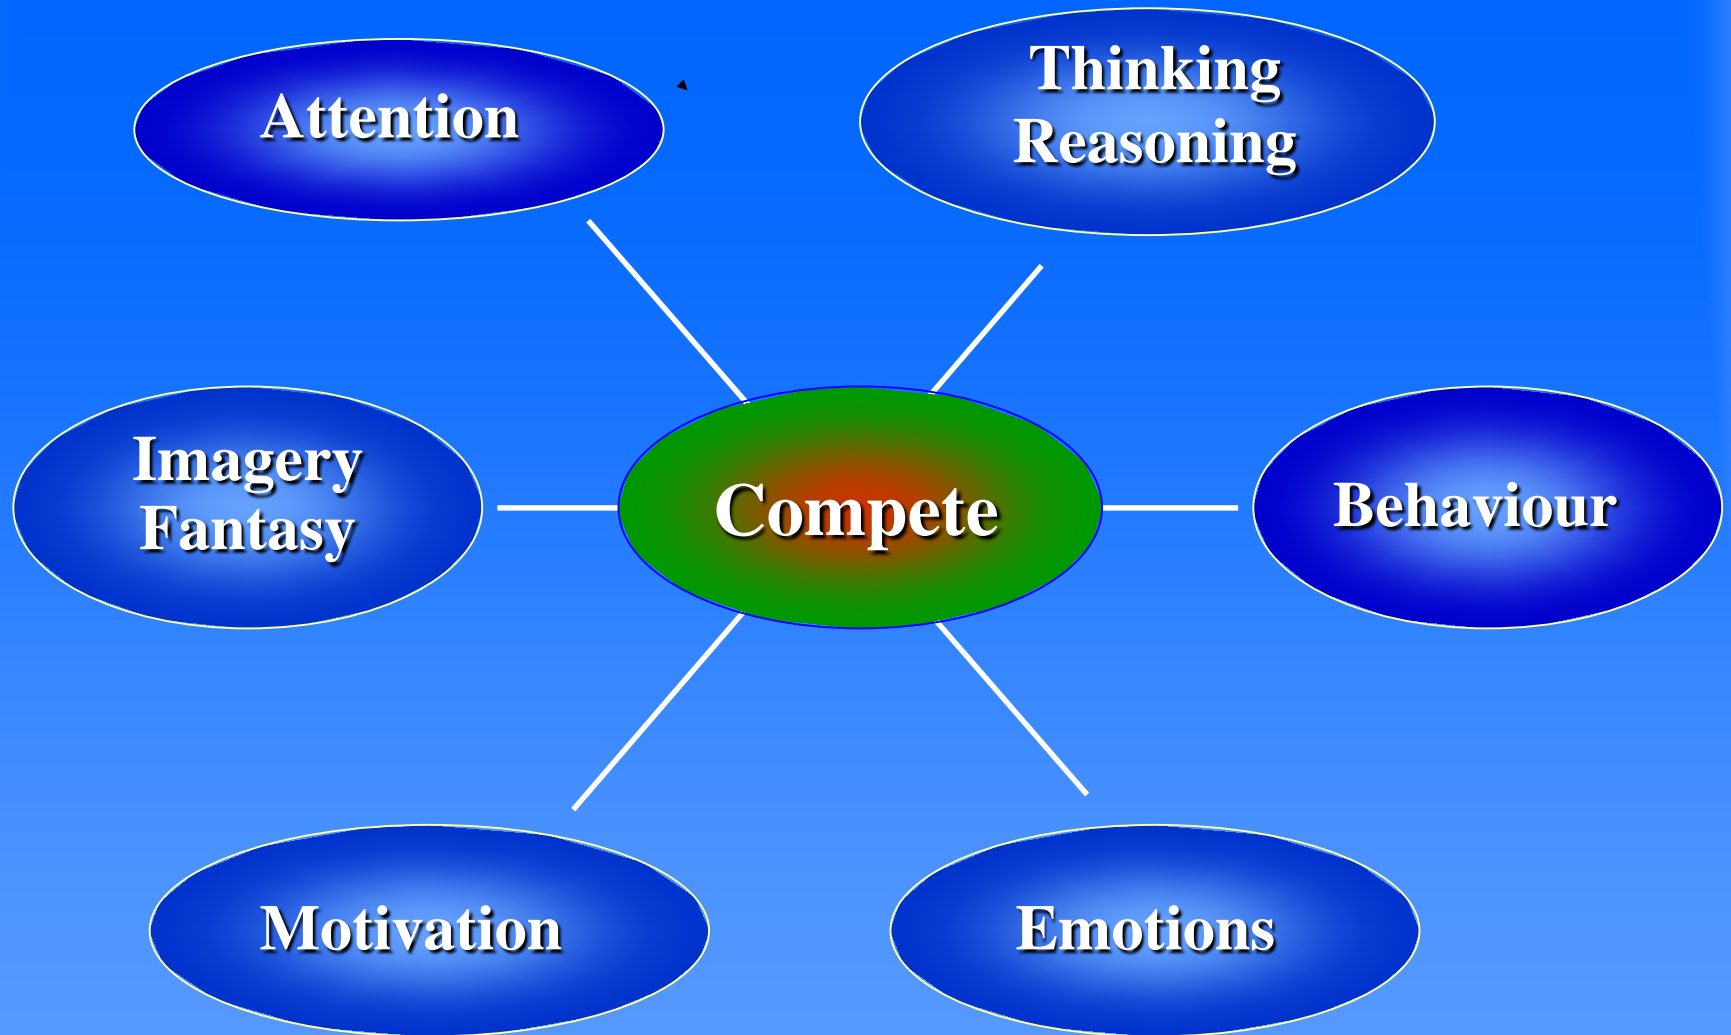 Attention
Thinking
Reasoning
Imagery
Fantasy
Compete
Behaviour
Motivation
Emotions